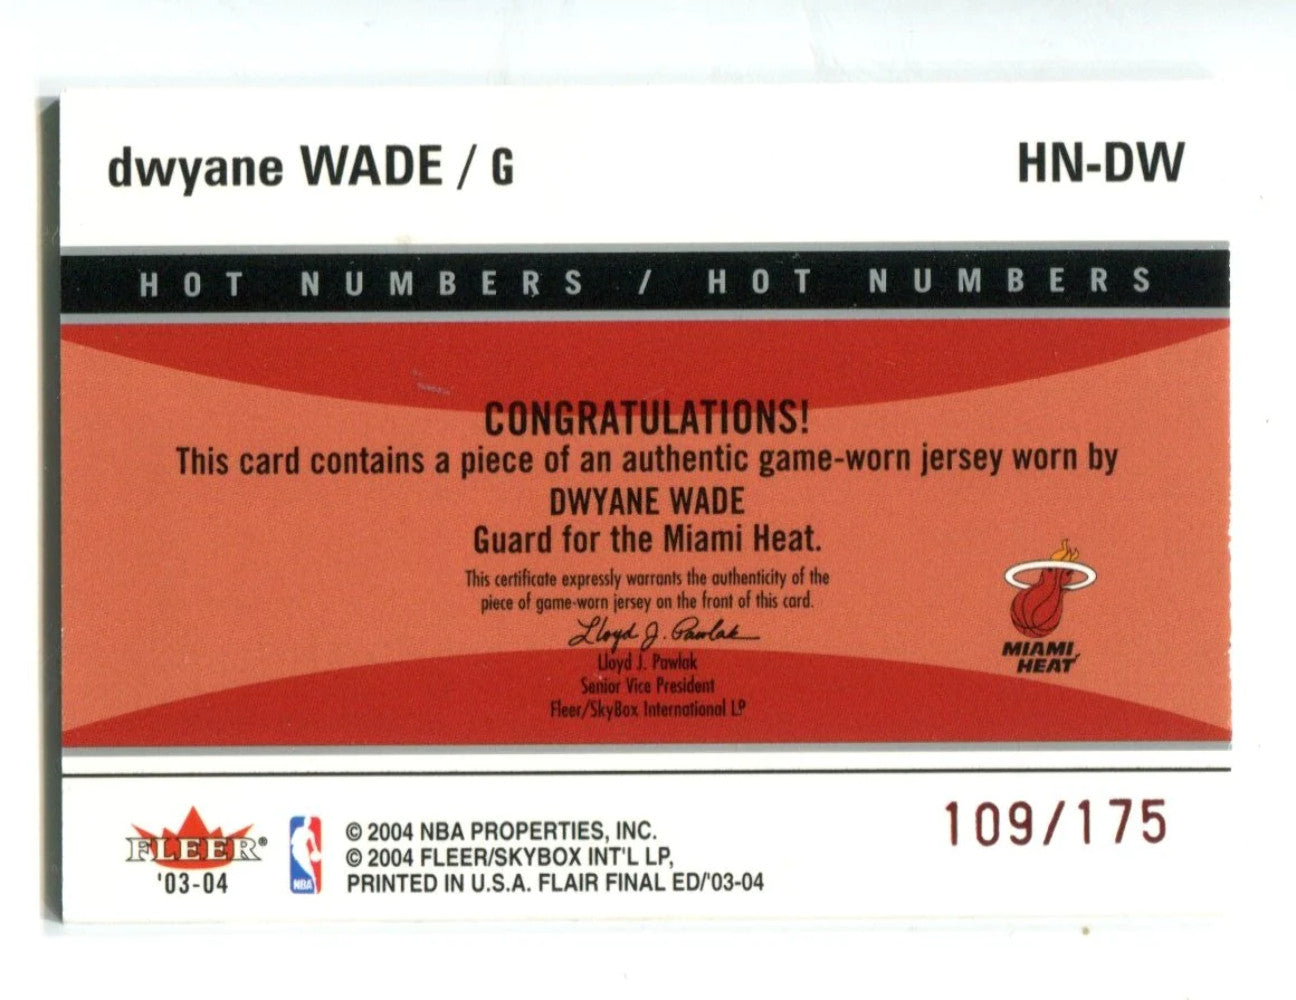 dwyane WADE / G
HN-DW
HOT NUMBERS / HOT NUMBERS
CONGRATULATIONS!
This card contains a piece of an authentic game-worn jersey worn by
DWYANE WADE
Guard for the Miami Heat.
This certificate expressly warrants the authenticity of the
piece of game-worn jersey on the front of this card.
Lloyd J. Pawlak
Lloyd J. Pawlak
Senior Vice President
Fleer/SkyBox International LP
MIAMI
HEAT
FLEER®
'03-04
NBA
© 2004 NBA PROPERTIES, INC.
© 2004 FLEER/SKYBOX INT'L LP,
PRINTED IN U.S.A. FLAIR FINAL ED/'03-04
109/175